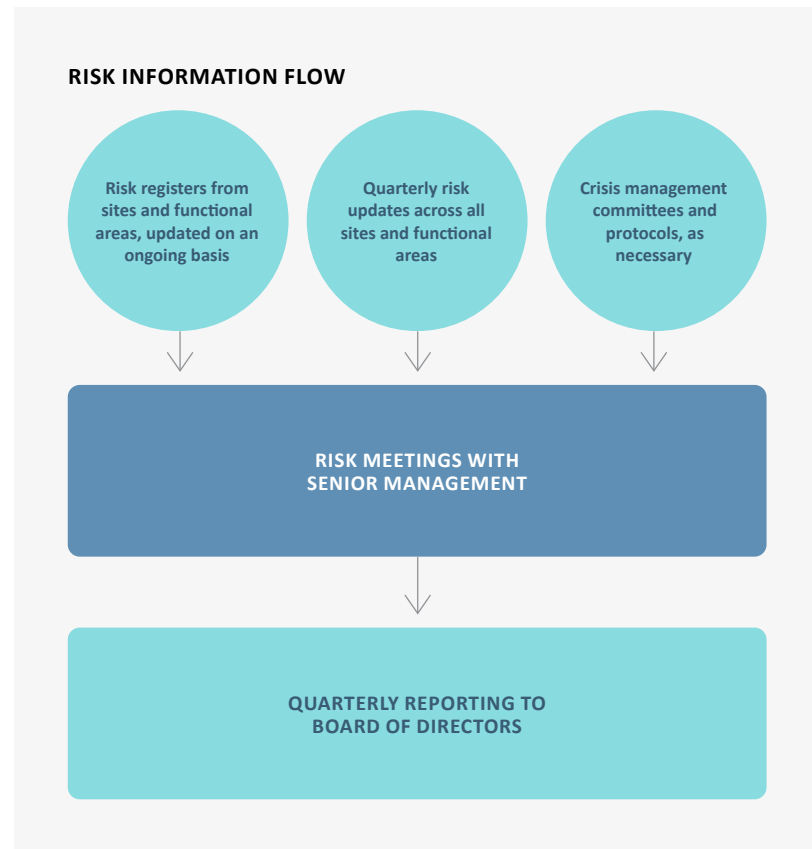 RISK INFORMATION FLOW
Risk registers from
sites and functional
areas, updated on an
ongoing basis
Quarterly risk
updates across all
sites and functional
areas
Crisis management
committees and
protocols, as
necessary
RISK MEETINGS WITH
SENIOR MANAGEMENT
QUARTERLY REPORTING TO
BOARD OF DIRECTORS